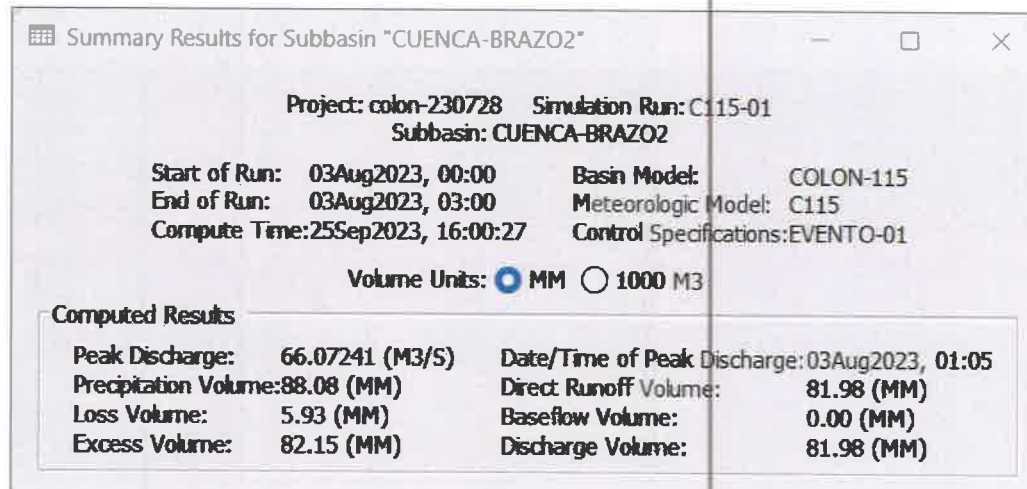 Summary Results for Subbasin "CUENCA-BRAZO2"
Project: colon-230728 Simulation Run: C115-01
Subbasin: CUENCA-BRAZO2
Start of Run: 03Aug2023, 00:00 Basin Model: COLON-115
End of Run: 03Aug2023, 03:00 Meteorologic Model: C115
Compute Time:25Sep2023, 16:00:27 Control Specifications:EVENTO-01
Volume Units: MM 1000 M3
Computed Results
Peak Discharge: 66.07241 (M3/S) Date/Time of Peak Discharge:03Aug2023, 01:05
Precipitation Volume:88.08 (MM) Direct Runoff Volume: 81.98 (MM)
Loss Volume: 5.93 (MM) Baseflow Volume: 0.00 (MM)
Excess Volume: 82.15 (MM) Discharge Volume: 81.98 (MM)